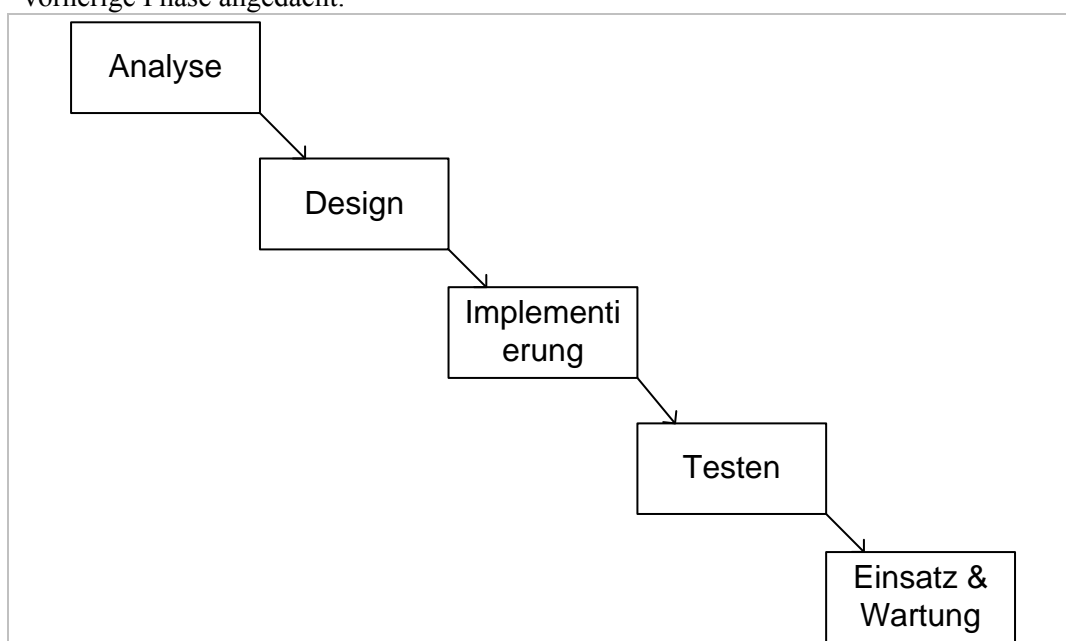 vorherige Phase angedacht.
Analyse
Design
Implementi
erung
Testen
Einsatz &
Wartung